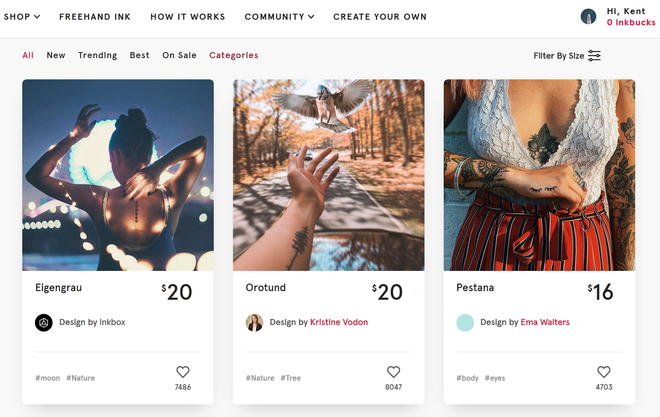 SHOP FREEHAND INK HOW IT WORKS COMMUNITY CREATE YOUR OWN
Hi, Kent
0 Inkbucks
All New Trending Best On Sale Categories
Filter By Size
Eigengrau $20
Design by inkbox
#moon #Nature
7486
Orotund $20
Design by Kristine Vodon
#Nature #Tree
8047
Pestana $16
Design by Ema Walters
#body #eyes
4703